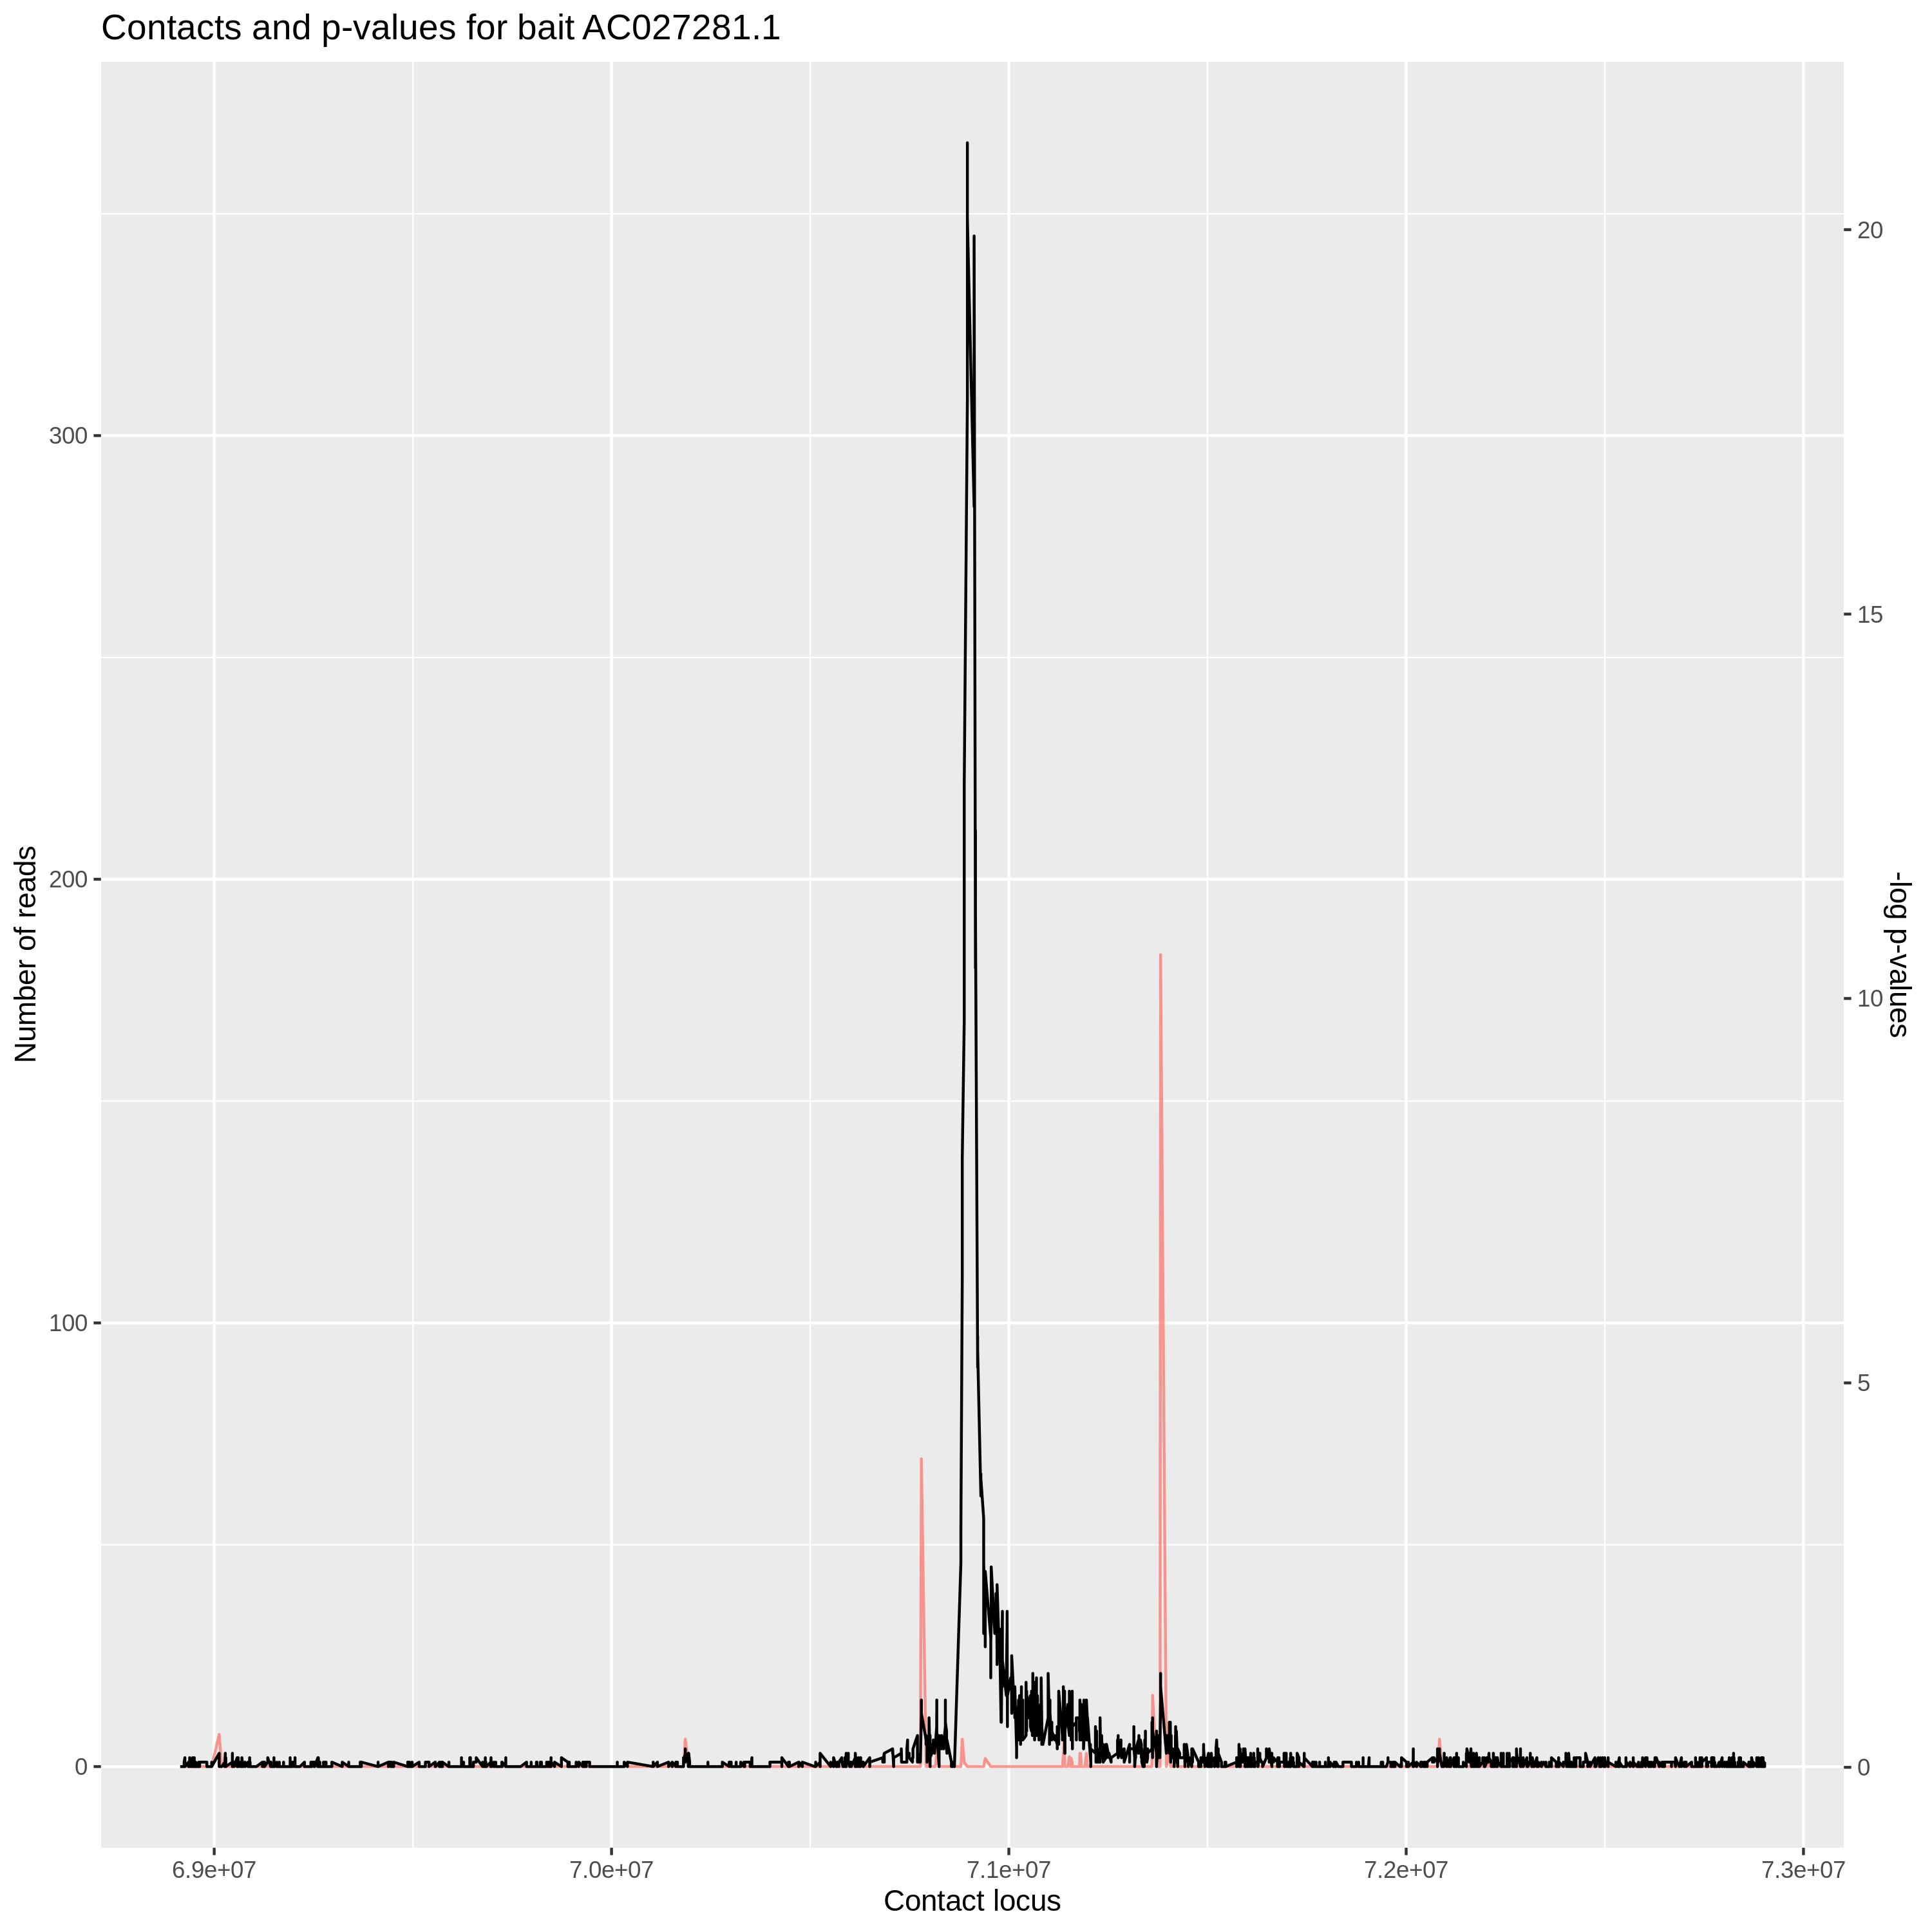 Contacts and p-values for bait AC027281.1
Number of reads
300
200
100
0
20
15
10
5
0
-log p-values
6.9e+07
7.0e+07
7.1e+07
7.2e+07
7.3e+07
Contact locus